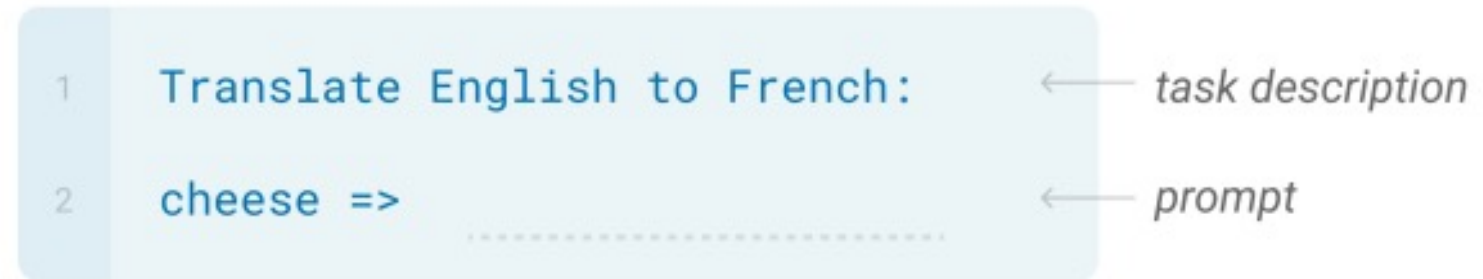 1 Translate English to French: ← task description
2 cheese => ← prompt